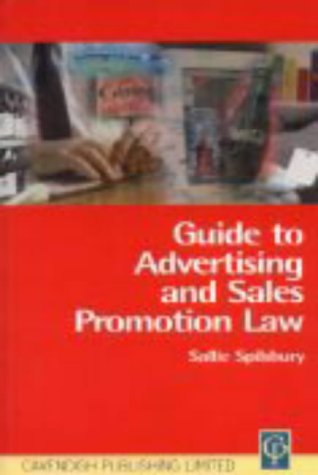 Guide to
Advertising
and Sales
Promotion Law
Sallie Spilsbury
CAVENDISH PUBLISHING LIMITED